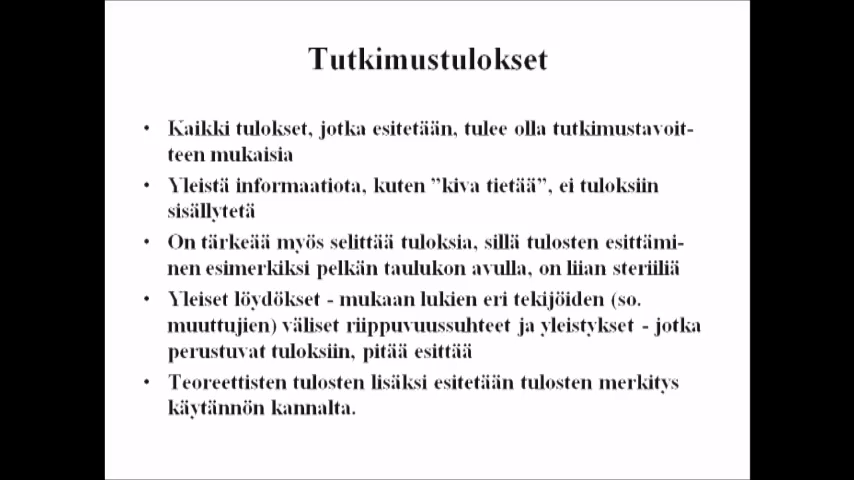 Tutkimustulokset
• Kaikki tulokset, jotka esitetään, tulee olla tutkimustavoit-
teen mukaisia
• Yleistä informaatiota, kuten ”kiva tietää”, ei tuloksiin
sisällytetä
• On tärkeää myös selittää tuloksia, sillä tulosten esittämi-
nen esimerkiksi pelkän taulukon avulla, on liian steriiliä
• Yleiset löydökset - mukaan lukien eri tekijöiden (so.
muuttujien) väliset riippuvuussuhteet ja yleistykset - jotka
perustuvat tuloksiin, pitää esittää
• Teoreettisten tulosten lisäksi esitetään tulosten merkitys
käytännön kannalta.